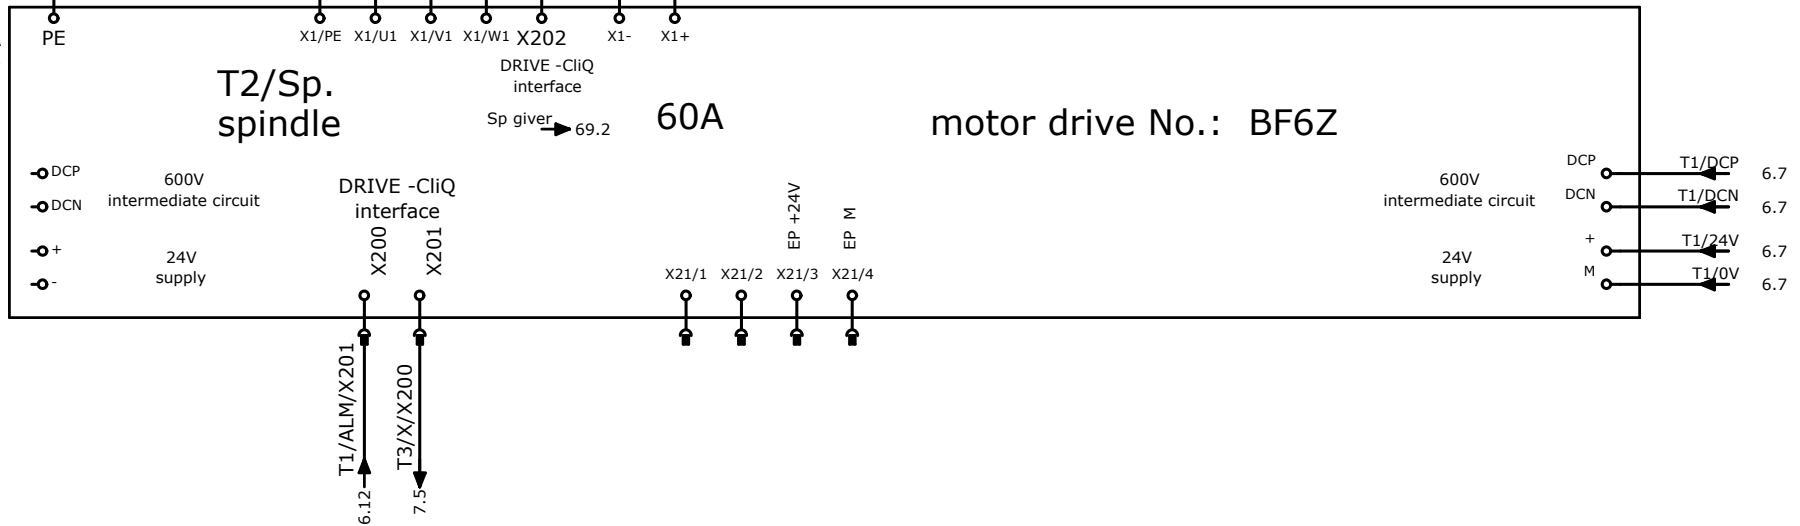 PE
X1/PE X1/U1 X1/V1 X1/W1 X202 X1- X1+
DRIVE -CliQ
interface
Sp giver 69.2
T2/Sp.
spindle
60A
motor drive No.: BF6Z
DCP
DCN
600V
intermediate circuit
+
-
24V
supply
DRIVE -CliQ
interface
X200
X201
EP +24V
EP M
X21/1 X21/2 X21/3 X21/4
600V
intermediate circuit
24V
supply
DCP T1/DCP 6.7
DCN T1/DCN 6.7
+ T1/24V 6.7
M T1/0V 6.7
T1/ALM/X201
6.12
T3/X/X200
7.5